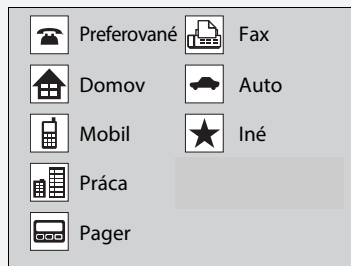 Preferované
Domov
Mobil
Práca
Pager
Fax
Auto
Iné